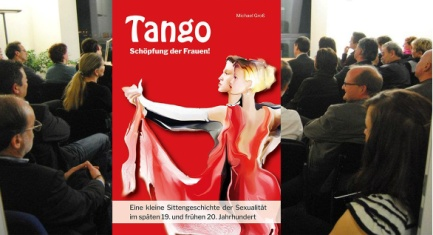 Michael Groß
Tango
Schöpfung der Frauen!
Eine kleine Sittengeschichte der Sexualität
im späten 19. und frühen 20. Jahrhundert